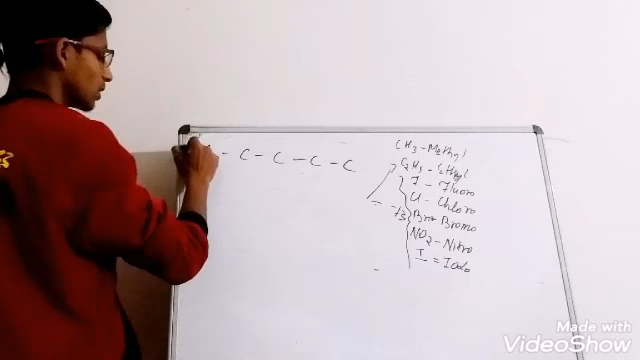 - C - C - C - C
CH3 - Methyl
C2H5 - Ethyl
F - Fluoro
Cl - Chloro
Br - Bromo
NO2 - Nitro
I = Iodo
Made with
VideoShow